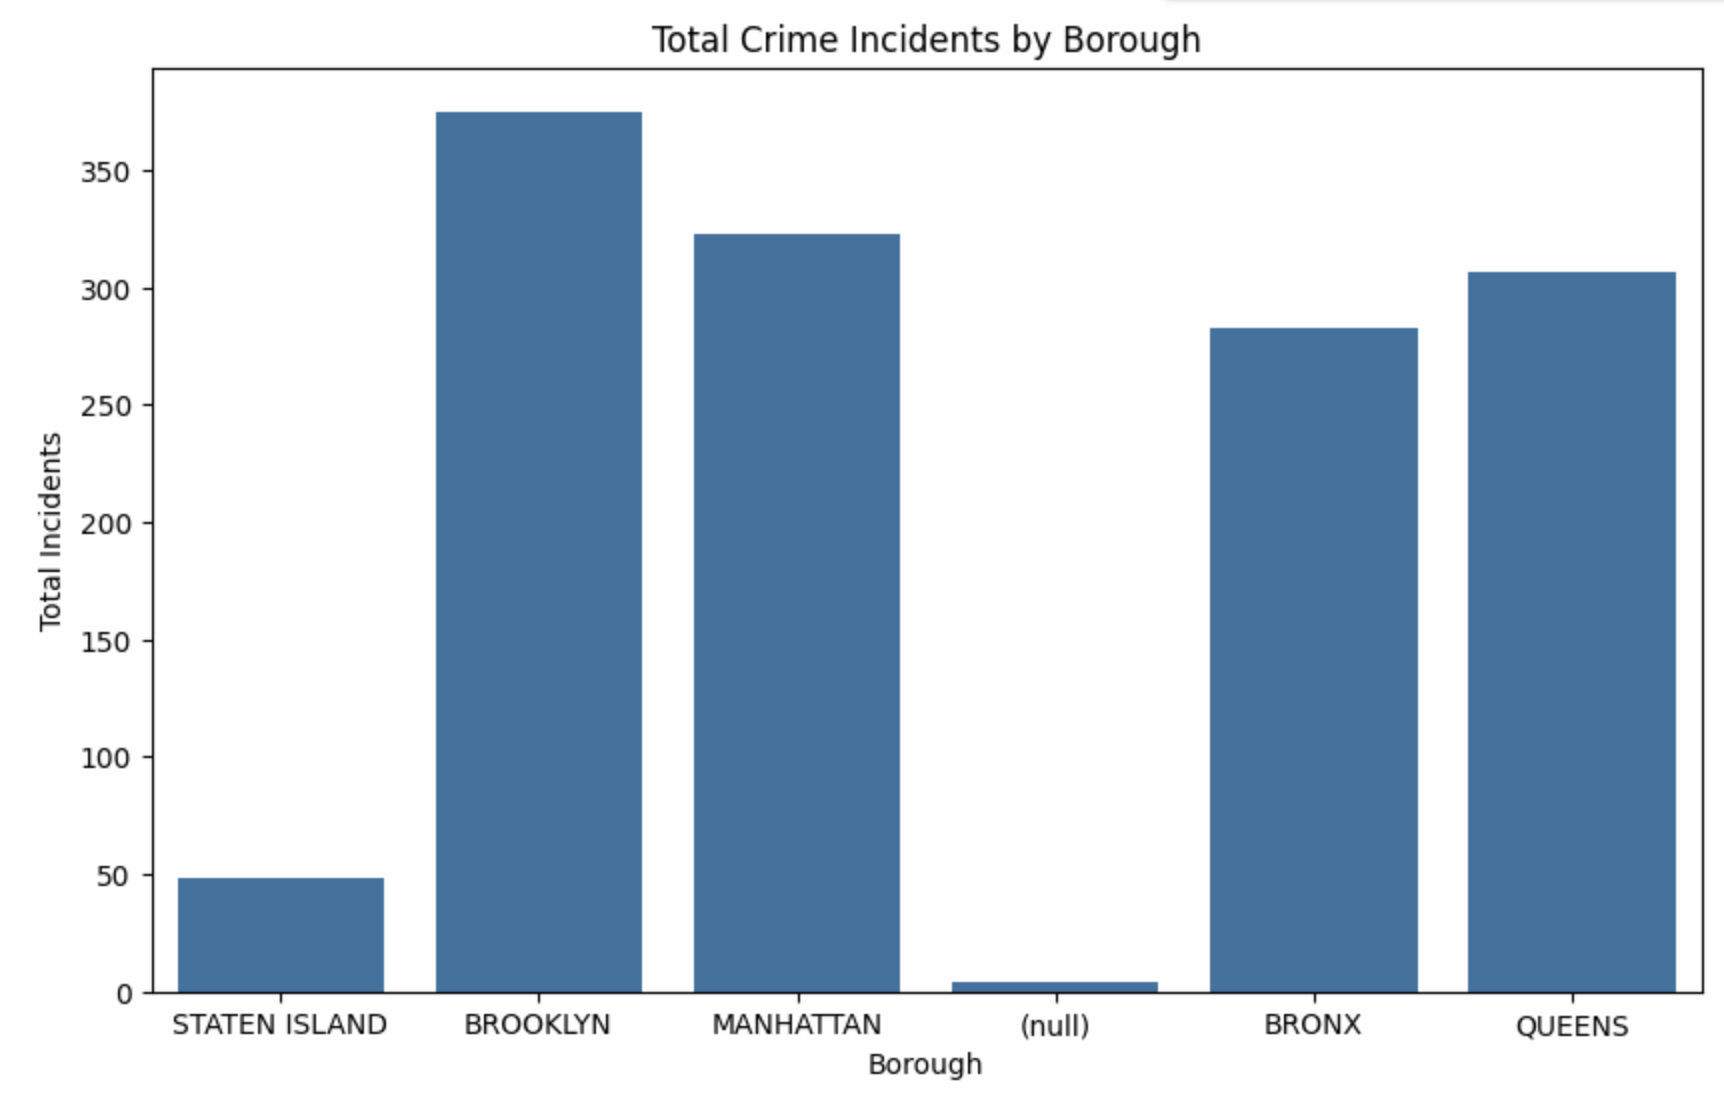 Total Crime Incidents by Borough
Total Incidents
350
300
250
200
150
100
50
0
STATEN ISLAND BROOKLYN MANHATTAN (null) BRONX QUEENS
Borough